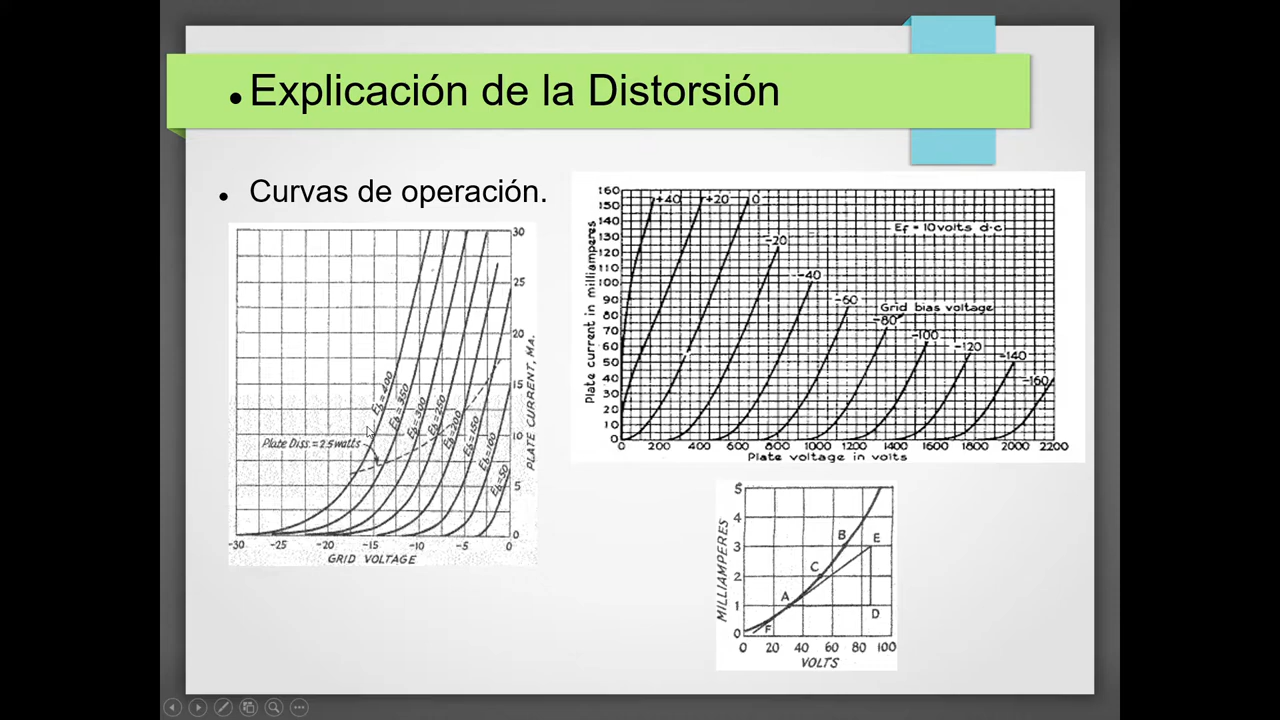 • Explicación de la Distorsión
• Curvas de operación.
30
25
20
15
10
5
0
PLATE CURRENT, MA.
Eb=400
Eb=350
Eb=300
Eb=250
Eb=200
Eb=150
Eb=100
Eb=50
Plate Diss.=2.5watts
-30 -25 -20 -15 -10 -5 0
GRID VOLTAGE
Plate current in milliamperes
160
150
140
130
120
110
100
90
80
70
60
50
40
30
20
10
0
+40 +20 0
-20
-40
-60
-80
-100
-120
-140
-160
Ef = 10 volts d-c
Grid bias voltage
0 200 400 600 800 1000 1200 1400 1600 1800 2000 2200
Plate voltage in volts
MILLIAMPERES
5
4
3
2
1
0
B
E
C
A
D
F
0 20 40 60 80 100
VOLTS